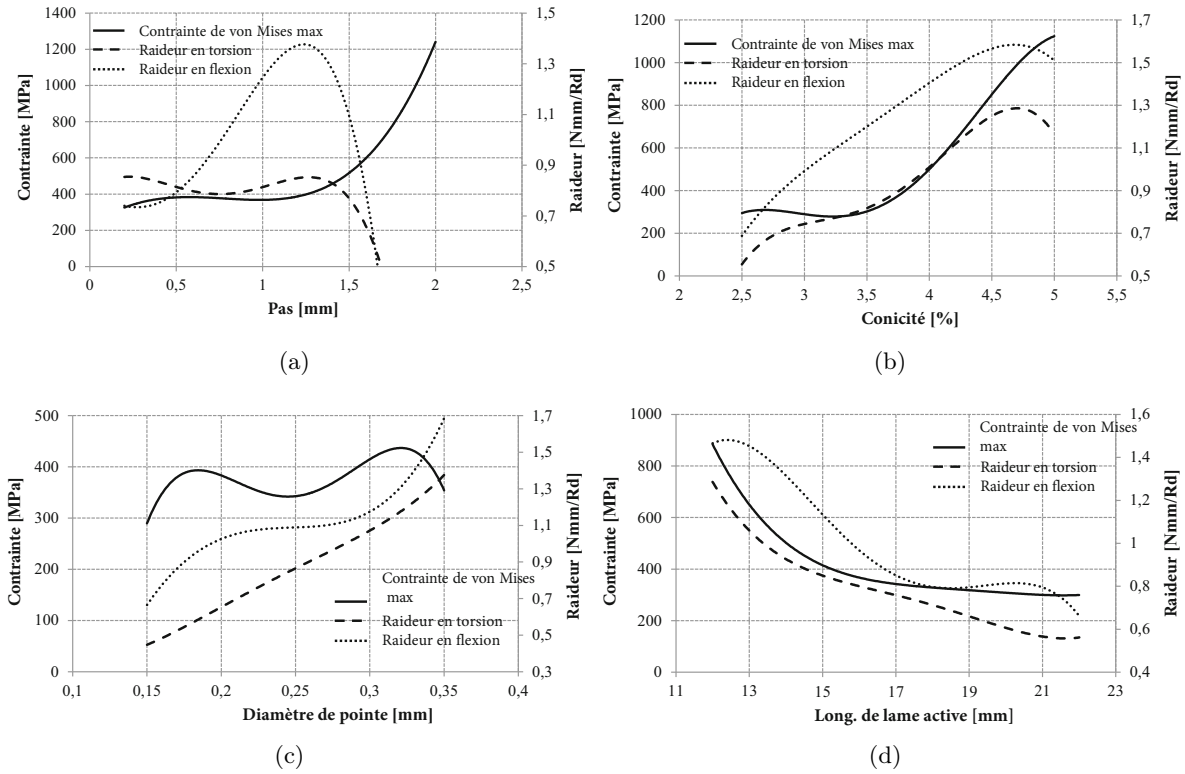 1400
1200
1000
800
600
400
200
0
Contrainte [MPa]
Contrainte de von Mises max
Raideur en torsion
Raideur en flexion
1,5
1,3
1,1
0,9
0,7
0,5
Raideur [Nmm/Rd]
0
0,5
1
1,5
2
2,5
Pas [mm]
(a)
1200
1000
800
600
400
200
0
Contrainte [MPa]
Contrainte de von Mises max
Raideur en torsion
Raideur en flexion
1,7
1,5
1,3
1,1
0,9
0,7
0,5
Raideur [Nmm/Rd]
2
2,5
3
3,5
4
4,5
5
5,5
Conicité [%]
(b)
500
400
300
200
100
0
Contrainte [MPa]
Contrainte de von Mises
max
Raideur en torsion
Raideur en flexion
1,7
1,5
1,3
1,1
0,9
0,7
0,5
0,3
Raideur [Nmm/Rd]
0,1
0,15
0,2
0,25
0,3
0,35
0,4
Diamètre de pointe [mm]
(c)
1000
800
600
400
200
0
Contrainte [MPa]
Contrainte de von Mises
max
Raideur en torsion
Raideur en flexion
1,6
1,4
1,2
1
0,8
0,6
0,4
Raideur [Nmm/Rd]
11
13
15
17
19
21
23
Long. de lame active [mm]
(d)